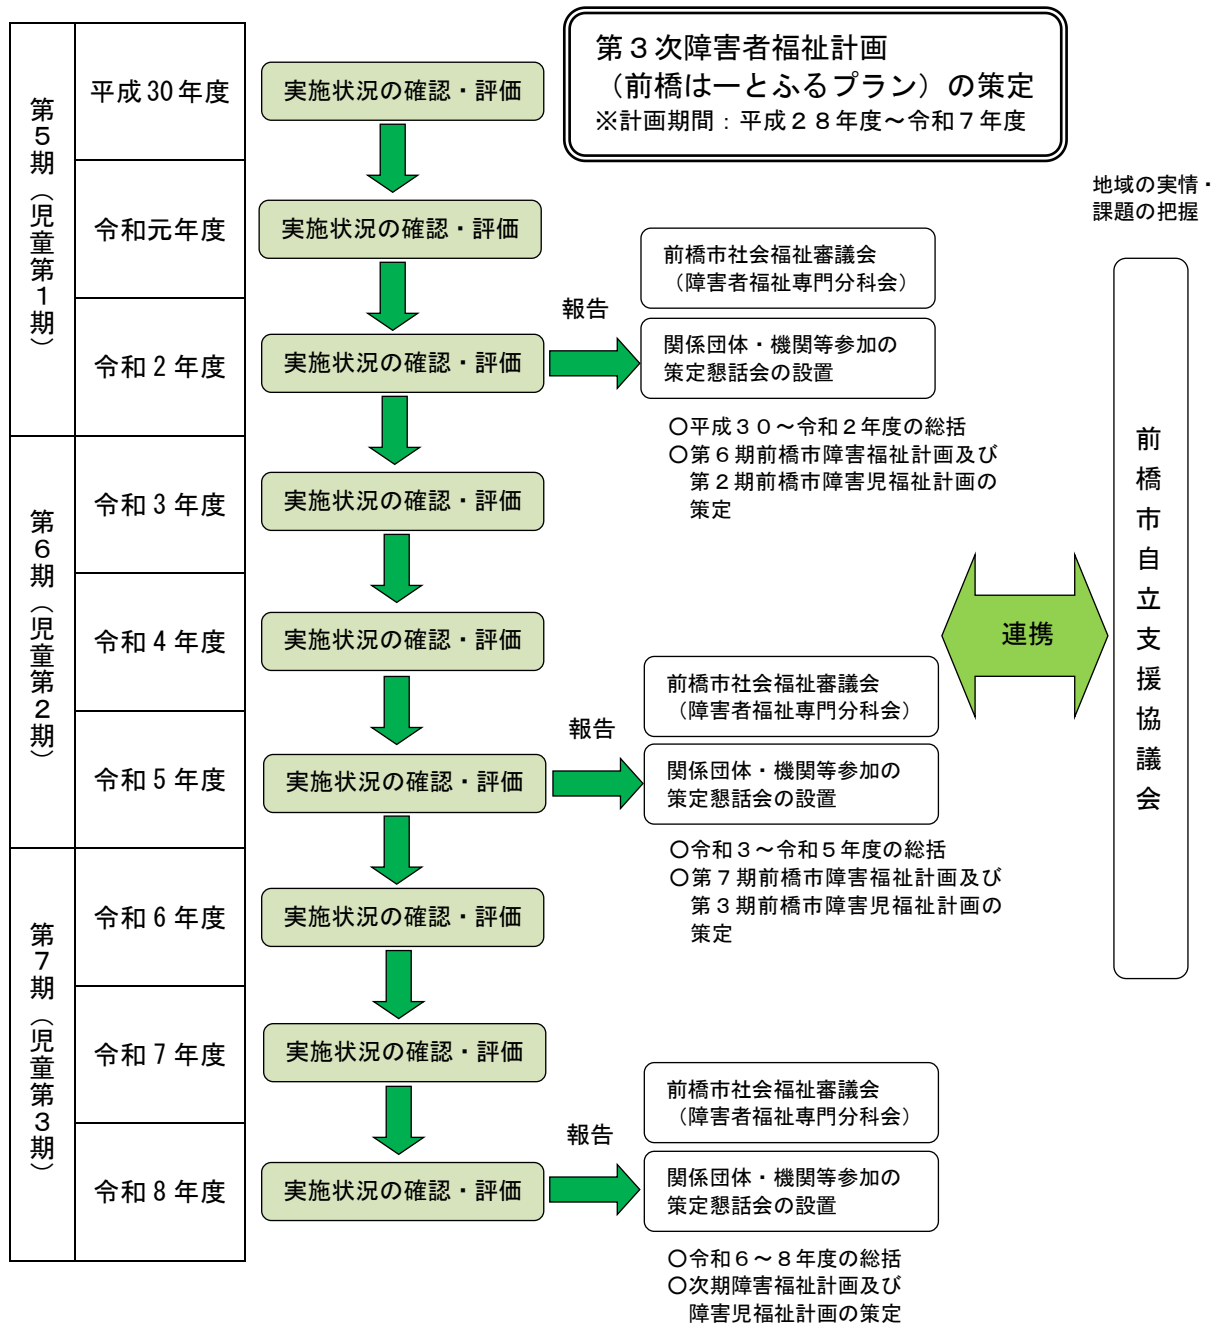 第３次障害者福祉計画
（前橋はーとふるプラン）の策定
※計画期間：平成２８年度～令和７年度
第５期（児童第１期）
平成 30 年度
実施状況の確認・評価
令和元年度
実施状況の確認・評価
令和 2 年度
実施状況の確認・評価
報告
前橋市社会福祉審議会
（障害者福祉専門分科会）
関係団体・機関等参加の
策定懇話会の設置
〇平成３０～令和２年度の総括
〇第６期前橋市障害福祉計画及び
第２期前橋市障害児福祉計画の
策定
第６期（児童第２期）
令和 3 年度
実施状況の確認・評価
令和 4 年度
実施状況の確認・評価
令和 5 年度
実施状況の確認・評価
報告
前橋市社会福祉審議会
（障害者福祉専門分科会）
関係団体・機関等参加の
策定懇話会の設置
〇令和３～令和５年度の総括
〇第７期前橋市障害福祉計画及び
第３期前橋市障害児福祉計画の
策定
第７期（児童第３期）
令和 6 年度
実施状況の確認・評価
令和 7 年度
実施状況の確認・評価
令和 8 年度
実施状況の確認・評価
報告
前橋市社会福祉審議会
（障害者福祉専門分科会）
関係団体・機関等参加の
策定懇話会の設置
〇令和６～８年度の総括
〇次期障害福祉計画及び
障害児福祉計画の策定
連携
地域の実情・
課題の把握
前橋市自立支援協議会